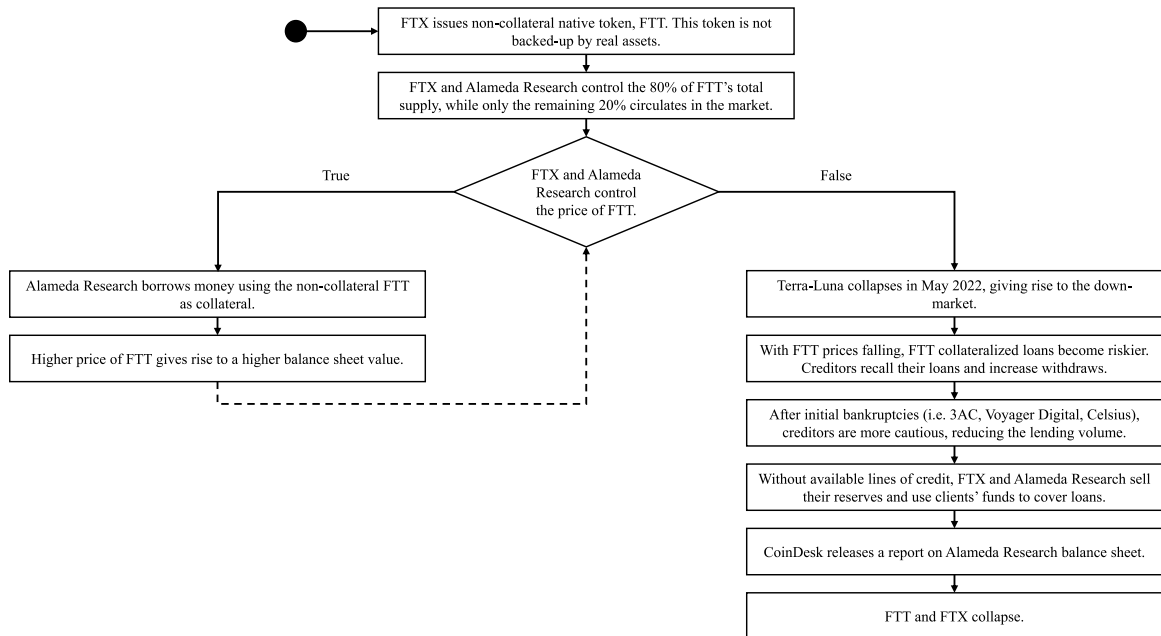 FTX issues non-collateral native token, FTT. This token is not
backed-up by real assets.
FTX and Alameda Research control the 80% of FTT's total
supply, while only the remaining 20% circulates in the market.
True
FTX and Alameda
Research control
the price of FTT.
False
Alameda Research borrows money using the non-collateral FTT
as collateral.
Higher price of FTT gives rise to a higher balance sheet value.
Terra-Luna collapses in May 2022, giving rise to the down-
market.
With FTT prices falling, FTT collateralized loans become riskier.
Creditors recall their loans and increase withdraws.
After initial bankruptcies (i.e. 3AC, Voyager Digital, Celsius),
creditors are more cautious, reducing the lending volume.
Without available lines of credit, FTX and Alameda Research sell
their reserves and use clients' funds to cover loans.
CoinDesk releases a report on Alameda Research balance sheet.
FTT and FTX collapse.